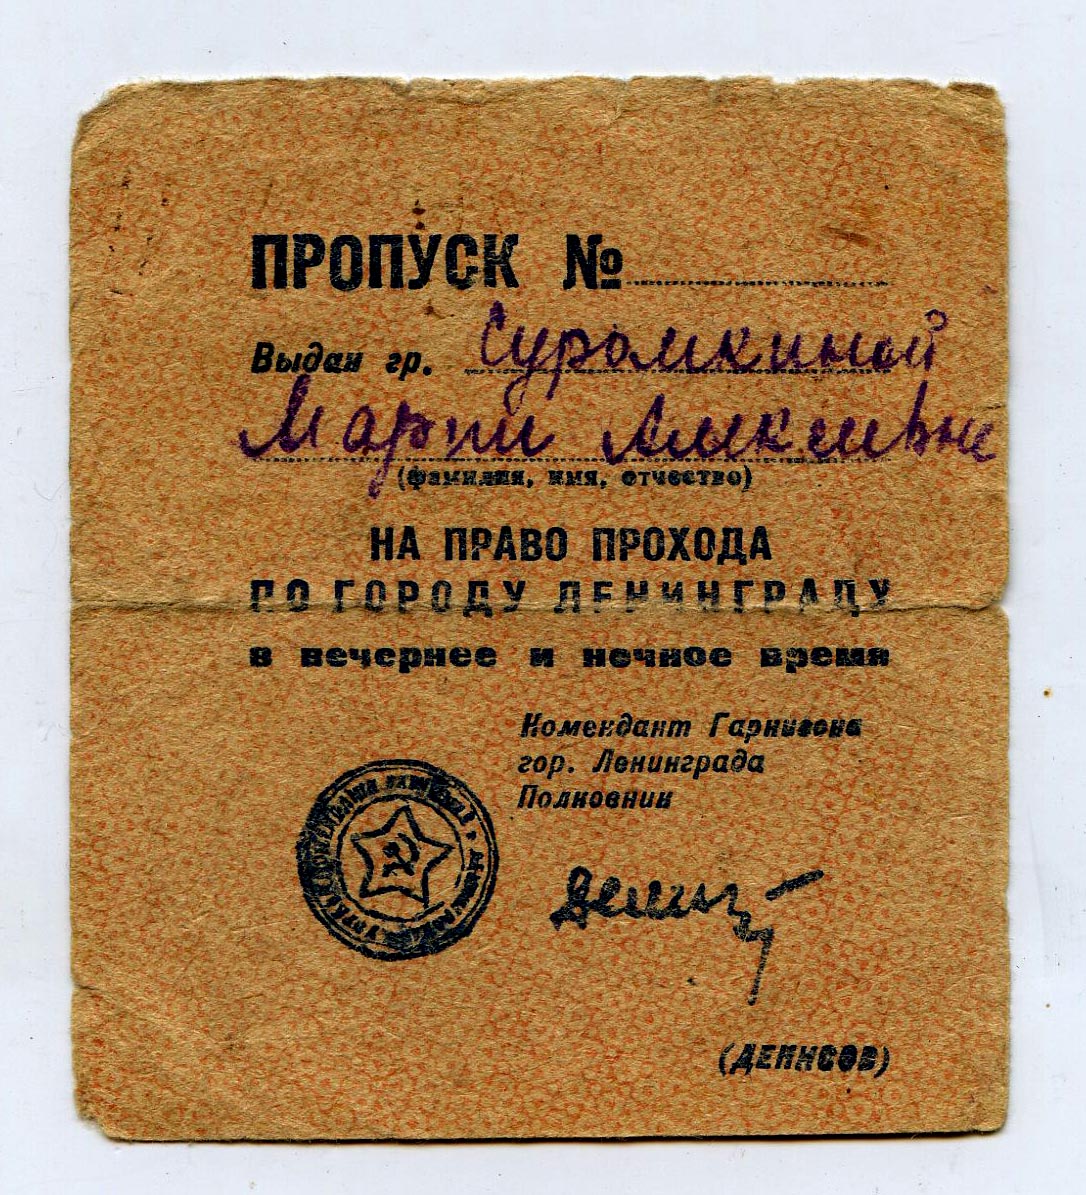 ПРОПУСК №
Выдан гр. Суромкиной
Марии Алексеевне
(фамилия, имя, отчество)
НА ПРАВО ПРОХОДА
ПО ГОРОДУ ЛЕНИНГРАДУ
в вечернее и ночное время
Комендант Гарнизона
гор. Ленинграда
Полковник
(ДЕНИСОВ)